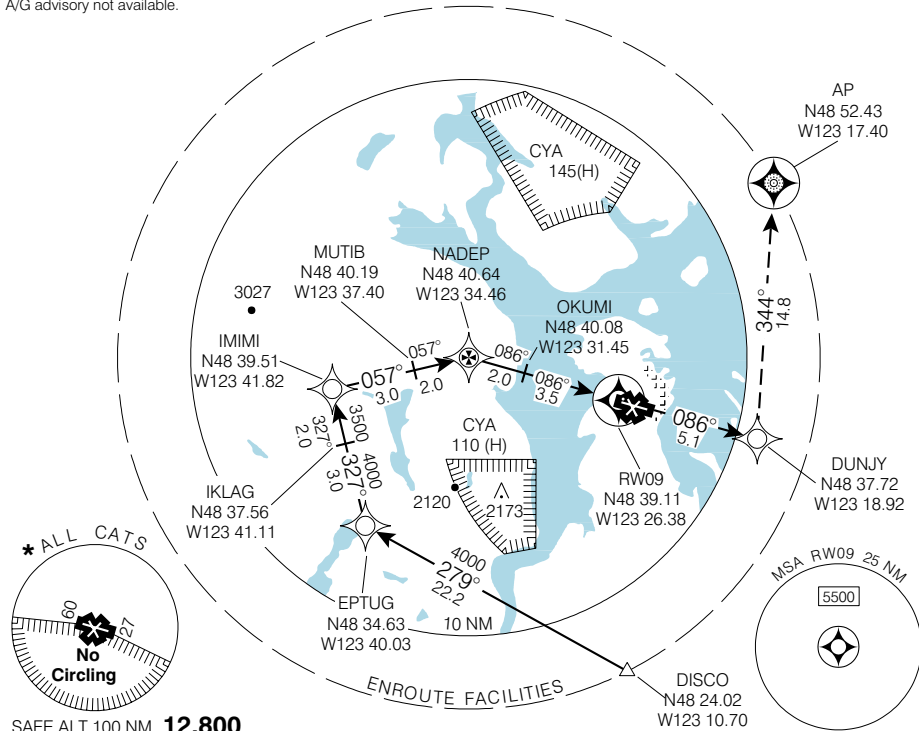 A/G advisory not available.
AP
N48 52.43
W123 17.40
CYA
145(H)
MUTIB
N48 40.19
W123 37.40
NADEP
N48 40.64
W123 34.46
3027
OKUMI
N48 40.08
W123 31.45
IMIMI
N48 39.51
W123 41.82
344°
14.8
057°
3.0
057°
2.0
086°
2.0
086°
3.5
3500
327°
2.0
4000
327°
3.0
CYA
110 (H)
2120
2173
086°
5.1
IKLAG
N48 37.56
W123 41.11
RW09
N48 39.11
W123 26.38
DUNJY
N48 37.72
W123 18.92
4000
279°
22.2
EPTUG
N48 34.63
W123 40.03
10 NM
* ALL CATS
60
27
No
Circling
MSA RW09 25 NM
5500
ENROUTE FACILITIES
DISCO
N48 24.02
W123 10.70
SAFE ALT 100 NM 12,800